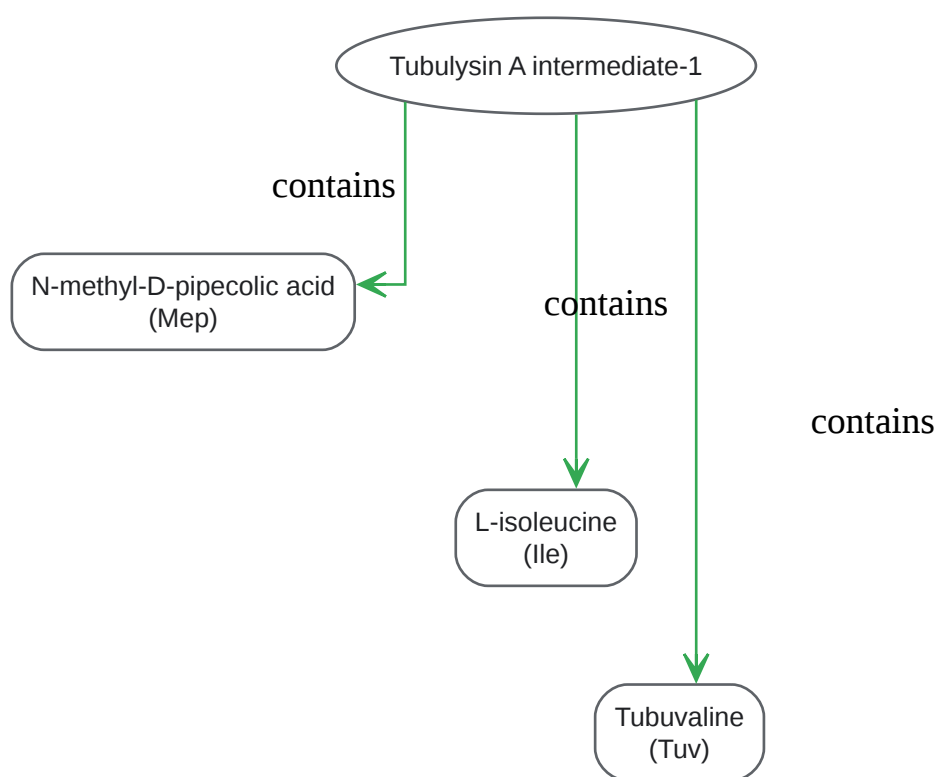 Tubulysin A intermediate-1
contains
N-methyl-D-pipecolic acid
(Mep)
contains
contains
L-isoleucine
(Ile)
Tubuvaline
(Tuv)